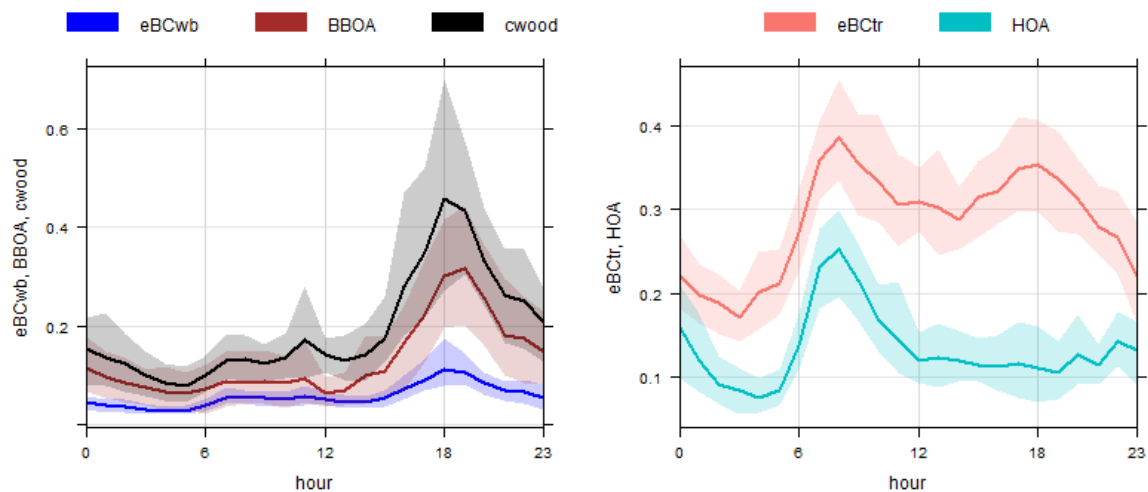 eBCwb BBOA cwood
eBCtr HOA
eBCwb, BBOA, cwood
0.6
0.4
0.2
0 6 12 18 23
hour
eBCtr, HOA
0.4
0.3
0.2
0.1
0 6 12 18 23
hour